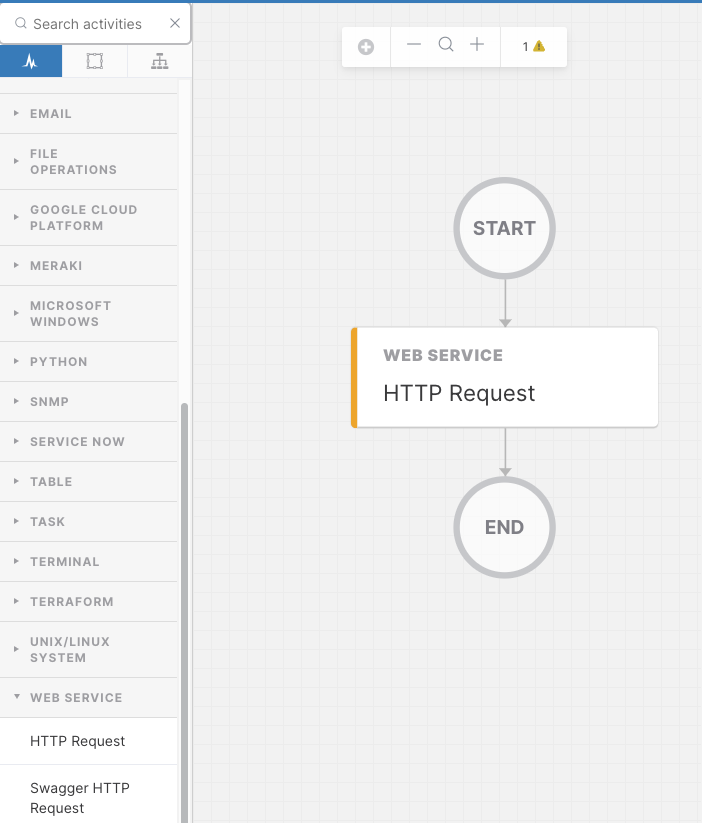 Search activities
1
EMAIL
FILE
OPERATIONS
GOOGLE CLOUD
PLATFORM
MERAKI
MICROSOFT
WINDOWS
PYTHON
SNMP
SERVICE NOW
TABLE
TASK
TERMINAL
TERRAFORM
UNIX/LINUX
SYSTEM
WEB SERVICE
HTTP Request
Swagger HTTP
Request
START
WEB SERVICE
HTTP Request
END